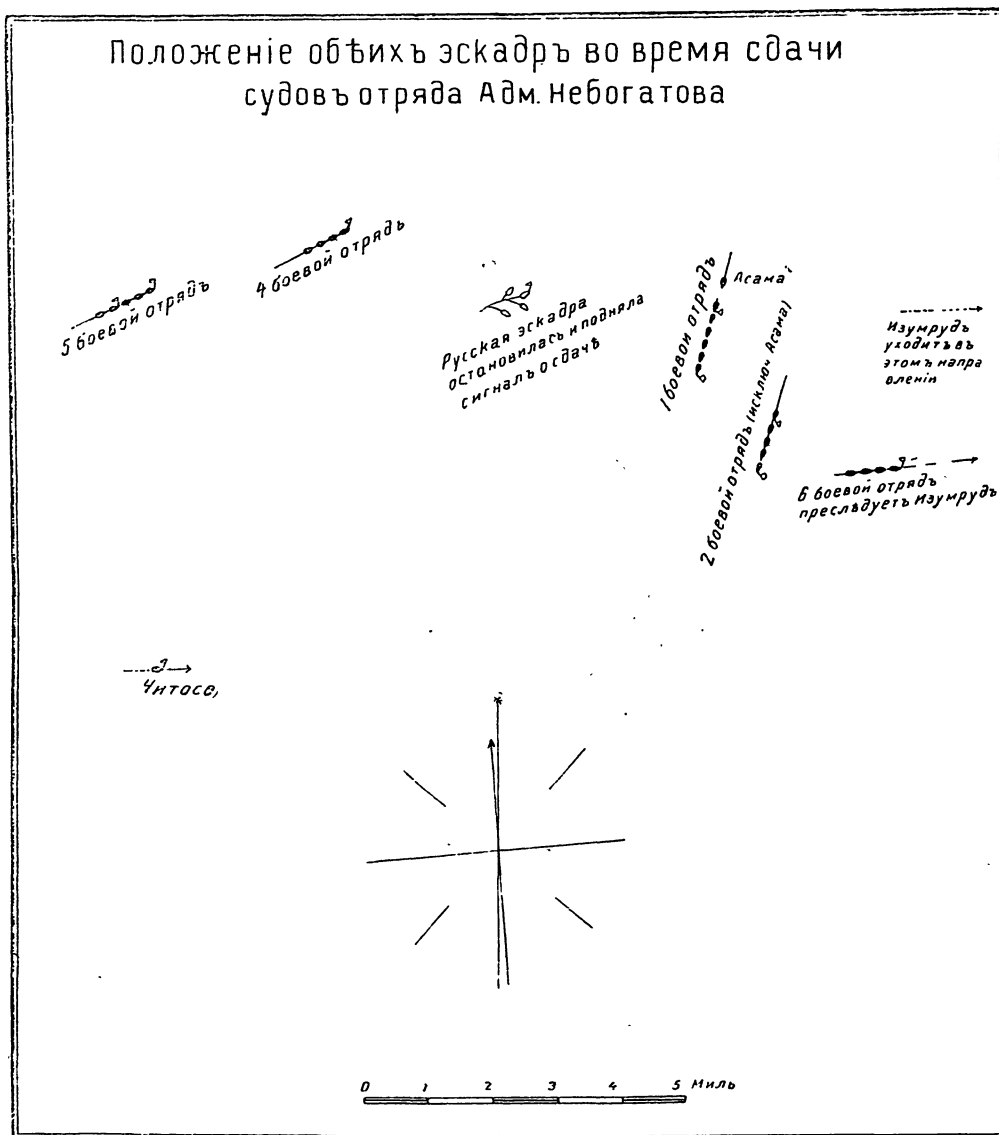 Положеніе обѣихъ эскадръ во время сдачи
судовъ отряда Адм. Небогатова
5 боевой отрядъ
4 боевой отрядъ
Русская эскадра
остановилась и подняла
сигналъ о сдачѣ
1 боевой отрядъ
Асама
2 боевой отрядъ (исключ Асама)
Изумрудъ
уходитъ въ
этомъ напра
вленіи
6 боевой отрядъ
преслѣдуетъ Изумрудъ
Читосе,
0 1 2 3 4 5 Миль